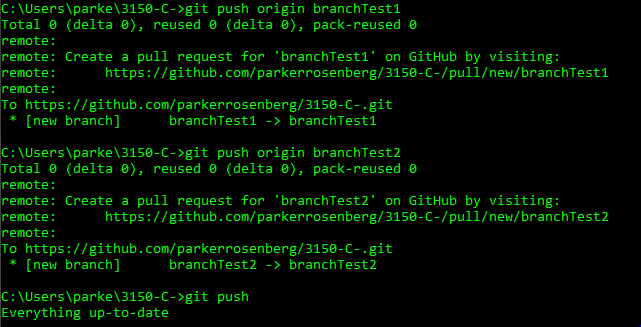 C:\Users\parke\3150-C->git push origin branchTest1
Total 0 (delta 0), reused 0 (delta 0), pack-reused 0
remote:
remote: Create a pull request for 'branchTest1' on GitHub by visiting:
remote:      https://github.com/parkerrosenberg/3150-C-/pull/new/branchTest1
remote:
To https://github.com/parkerrosenberg/3150-C-.git
 * [new branch]      branchTest1 -> branchTest1
C:\Users\parke\3150-C->git push origin branchTest2
Total 0 (delta 0), reused 0 (delta 0), pack-reused 0
remote:
remote: Create a pull request for 'branchTest2' on GitHub by visiting:
remote:      https://github.com/parkerrosenberg/3150-C-/pull/new/branchTest2
remote:
To https://github.com/parkerrosenberg/3150-C-.git
 * [new branch]      branchTest2 -> branchTest2
C:\Users\parke\3150-C->git push
Everything up-to-date